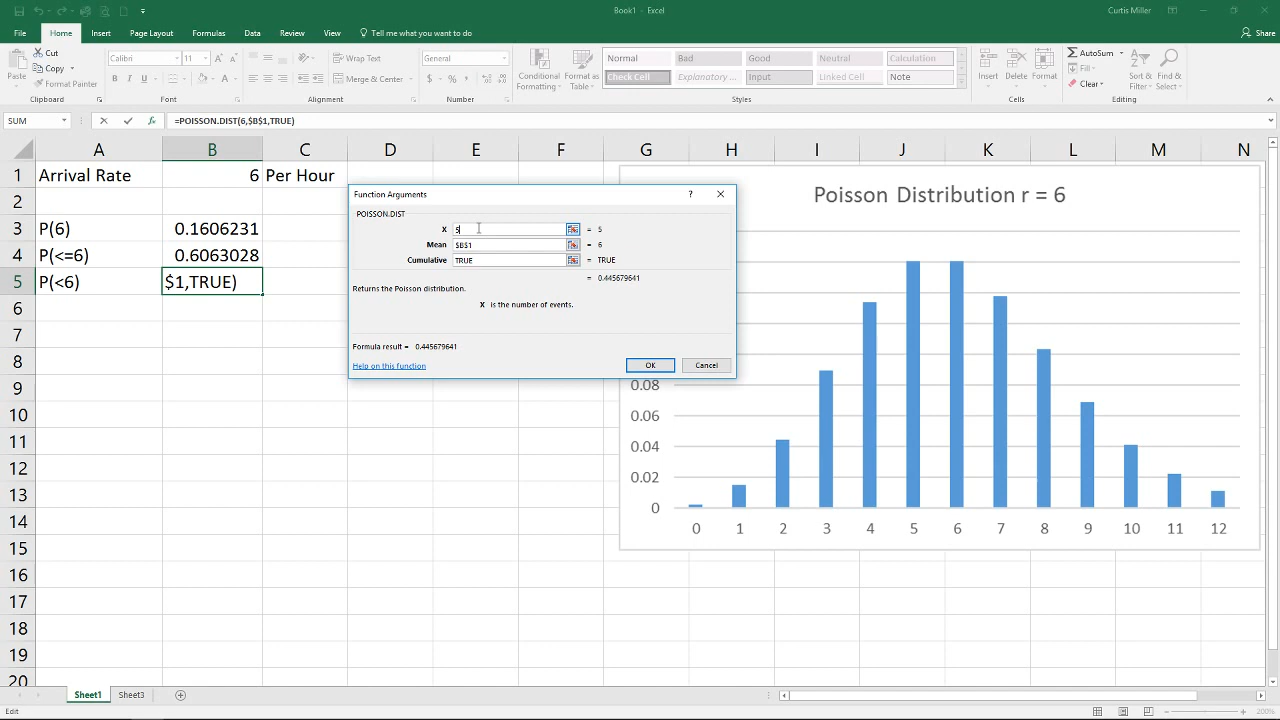 Book1 - Excel
Curtis Miller
File Home Insert Page Layout Formulas Data Review View Tell me what you want to do Share
Paste
Cut
Copy
Format Painter
Clipboard
Calibri 11
B I U
Font
Wrap Text
Merge & Center
Alignment
General
$ % ,
Number
Conditional Formatting
Format as Table
Normal Bad Good Neutral Calculation
Check Cell Explanatory ... Input Linked Cell Note
Styles
Insert Delete Format
Cells
AutoSum
Fill
Clear
Sort & Filter
Find & Select
Editing
SUM fx =POISSON.DIST(6,$B$1,TRUE)
A B C D E F G H I J K L M N
1 Arrival Rate 6 Per Hour
2
3 P(6) 0.1606231
4 P(<=6) 0.6063028
5 P(<6) $1,TRUE)
6
7
8
9
10
11
12
13
14
15
16
17
18
19
20
Function Arguments ?
POISSON.DIST
X 5 = 5
Mean $B$1 = 6
Cumulative TRUE = TRUE
= 0.445679641
Returns the Poisson distribution.
X is the number of events.
Formula result = 0.445679641
Help on this function
OK Cancel
Poisson Distribution r = 6
0.08
0.06
0.04
0.02
0
0 1 2 3 4 5 6 7 8 9 10 11 12
Sheet1 Sheet3
Edit
200%